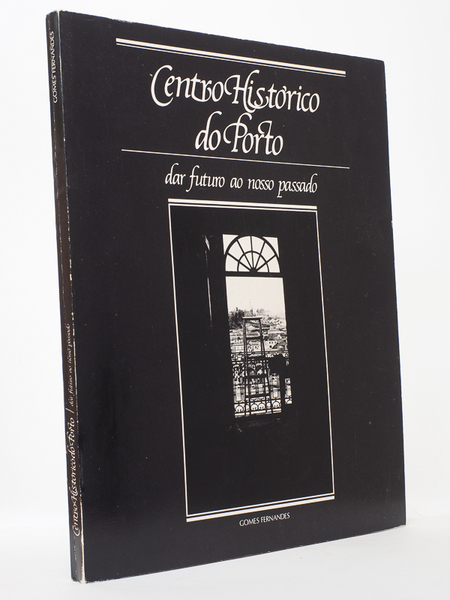 Centro Histórico
do Porto
dar futuro ao nosso passado
GOMES FERNANDES
GOMES FERNANDES
Centro Histórico do Porto | dar futuro ao nosso passado